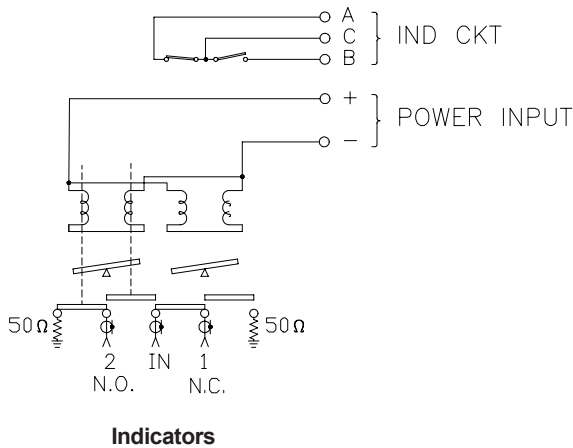 A
C IND CKT
B
+
- POWER INPUT
50Ω 50Ω
2 IN 1
N.O. N.C.
Indicators